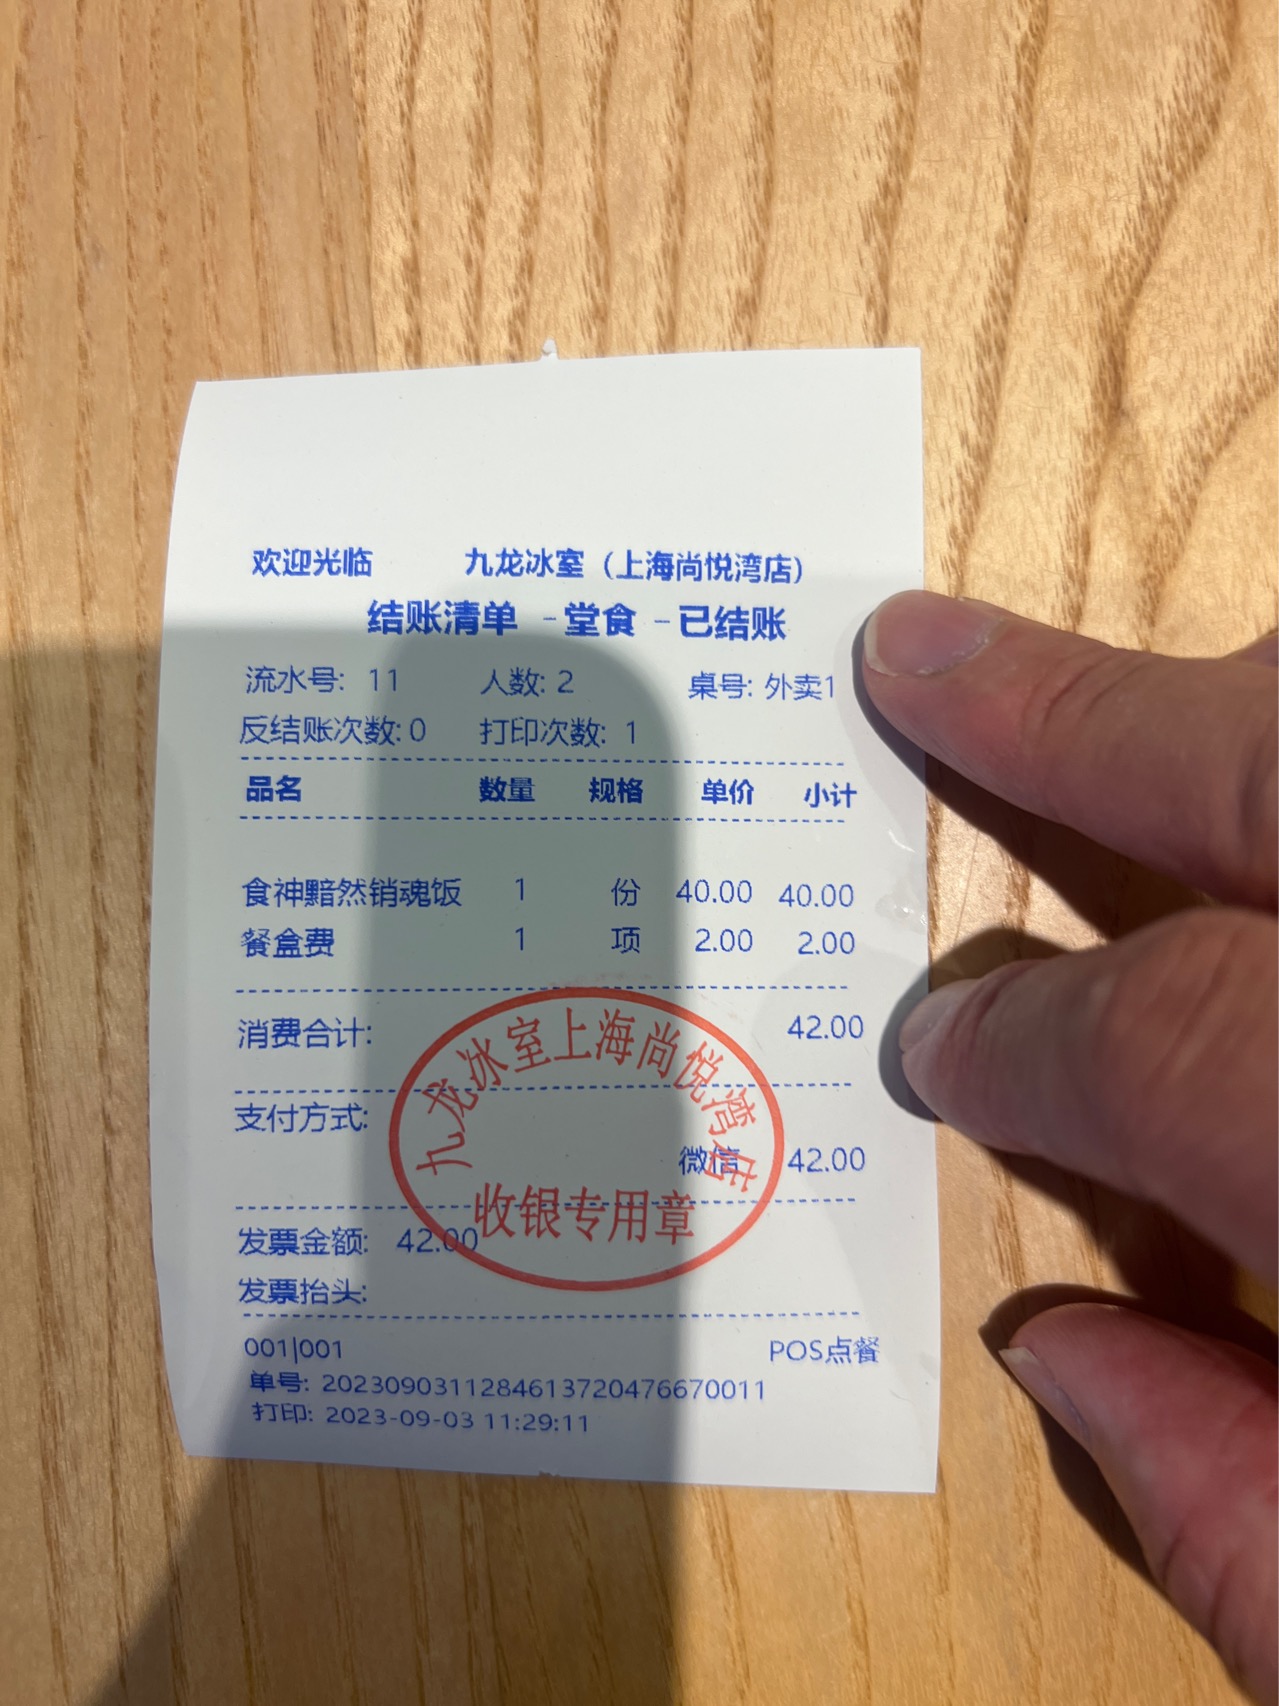 欢迎光临 九龙冰室（上海尚悦湾店）
结账清单 - 堂食 - 已结账
流水号: 11 人数: 2 桌号: 外卖1
反结账次数: 0 打印次数: 1
品名 数量 规格 单价 小计
食神黯然销魂饭 1 份 40.00 40.00
餐盒费 1 项 2.00 2.00
消费合计: 42.00
支付方式:
微信 42.00
九龙冰室上海尚悦湾店
收银专用章
发票金额: 42.00
发票抬头:
001|001 POS点餐
单号: 20230903112846137204766​70011
打印: 2023-09-03 11:29:11